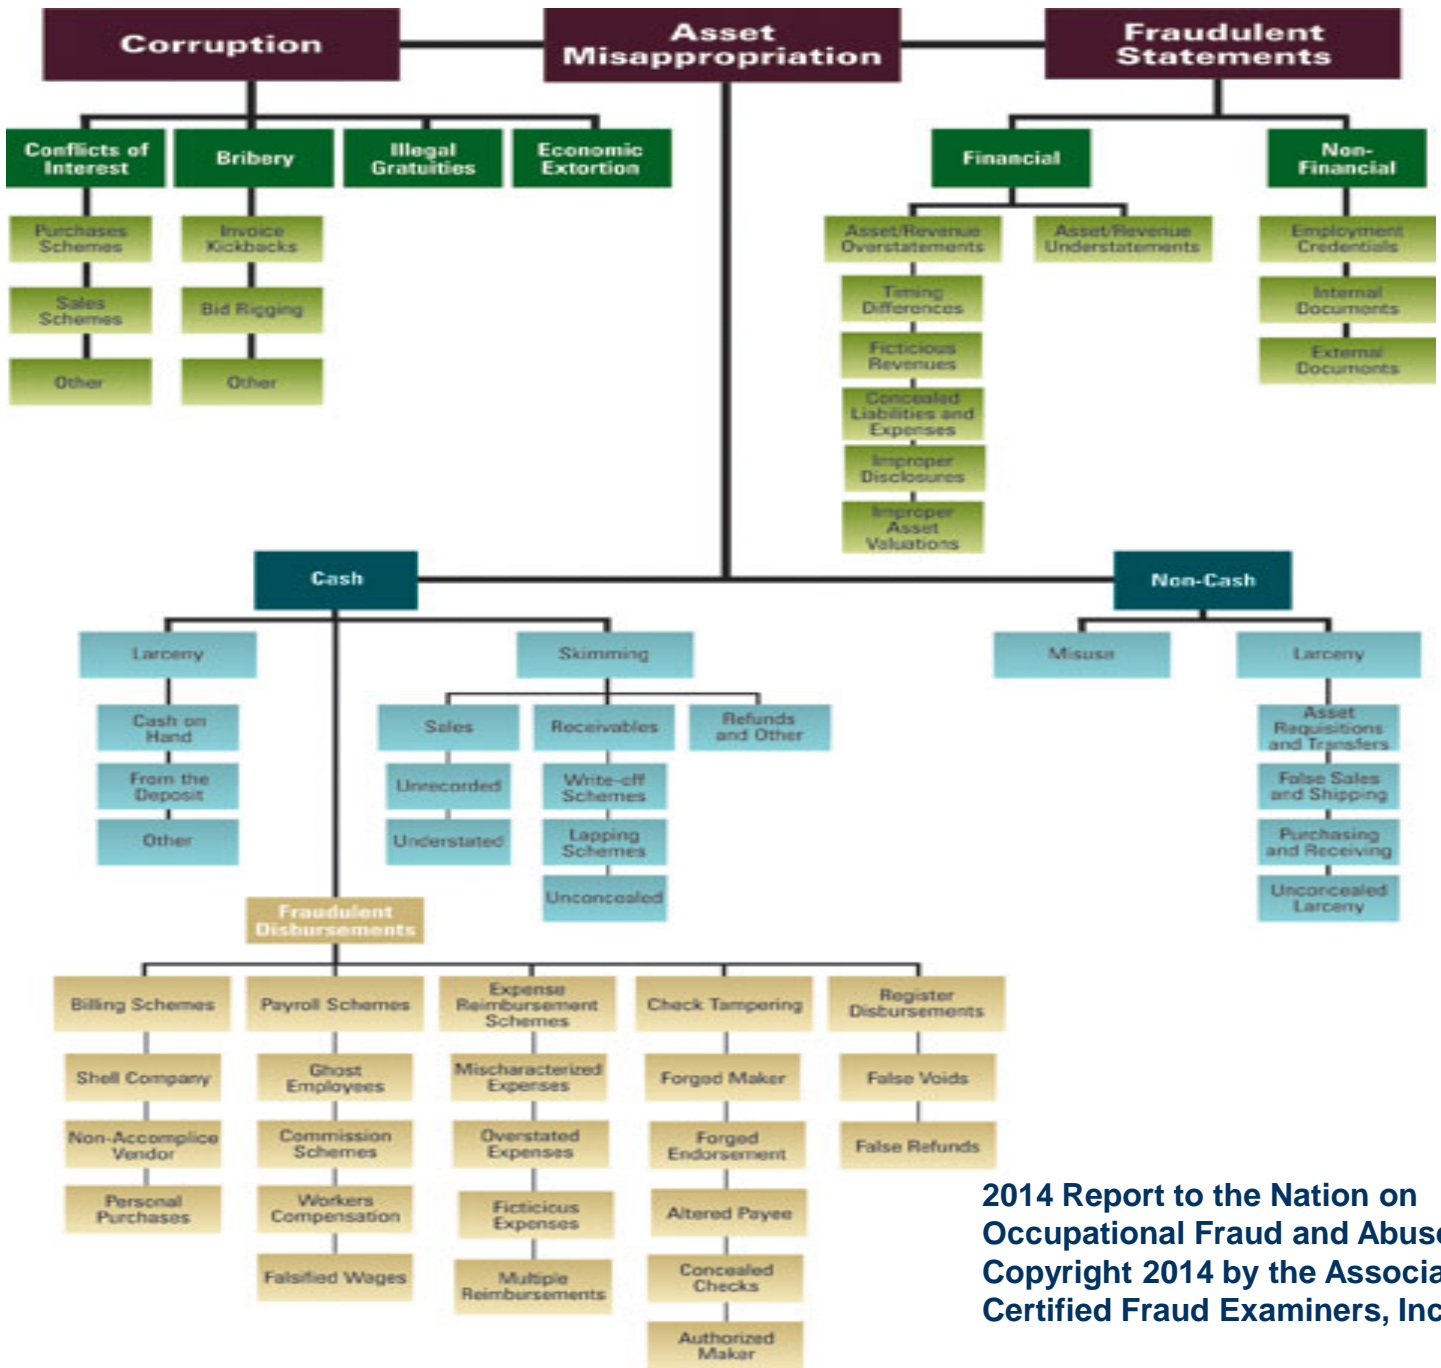 Corruption
Asset
Misappropriation
Fraudulent
Statements
Conflicts of
Interest
Bribery
Illegal
Gratuities
Economic
Extortion
Financial
Non-
Financial
Purchases
Schemes
Sales
Schemes
Other
Invoice
Kickbacks
Bid Rigging
Other
Asset/Revenue
Overstatements
Timing
Differences
Ficticious
Revenues
Concealed
Liabilities and
Expenses
Improper
Disclosures
Improper
Asset
Valuations
Asset/Revenue
Understatements
Employment
Credentials
Internal
Documents
External
Documents
Cash
Non-Cash
Larceny
Cash on
Hand
From the
Deposit
Other
Skimming
Sales
Unrecorded
Understated
Receivables
Write-off
Schemes
Lapping
Schemes
Unconcealed
Refunds
and Other
Misuse
Larceny
Asset
Requisitions
and Transfers
False Sales
and Shipping
Purchasing
and Receiving
Unconcealed
Larceny
Fraudulent
Disbursements
Billing Schemes
Shell Company
Non-Accomplice
Vendor
Personal
Purchases
Payroll Schemes
Ghost
Employees
Commission
Schemes
Workers
Compensation
Falsified Wages
Expense
Reimbursement
Schemes
Mischaracterized
Expenses
Overstated
Expenses
Ficticious
Expenses
Multiple
Reimbursements
Check Tampering
Forged Maker
Forged
Endorsement
Altered Payee
Concealed
Checks
Authorized
Maker
Register
Disbursements
False Voids
False Refunds
2014 Report to the Nation on
Occupational Fraud and Abuse
Copyright 2014 by the Associa
Certified Fraud Examiners, Inc